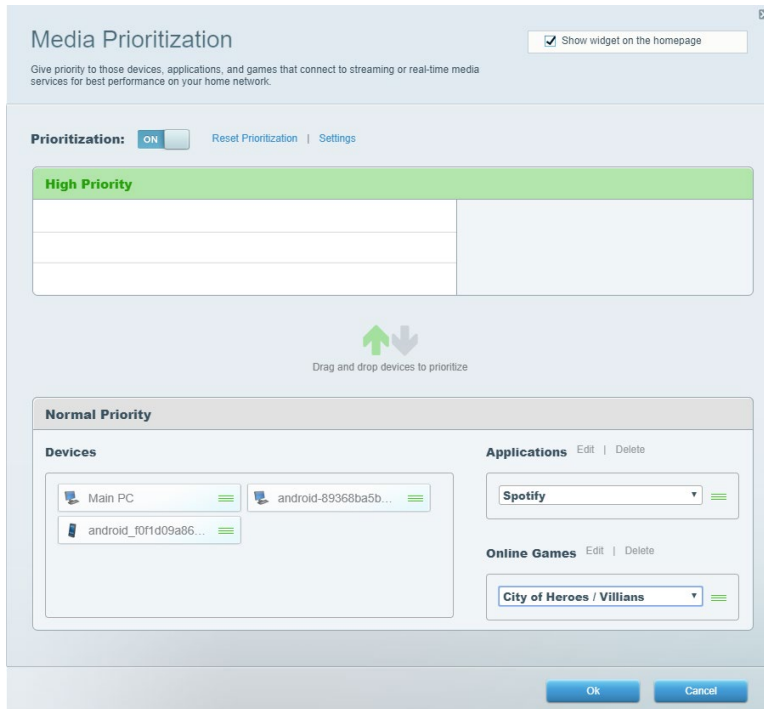 Media Prioritization
Show widget on the homepage
Give priority to those devices, applications, and games that connect to streaming or real-time media
services for best performance on your home network.
Prioritization: ON Reset Prioritization | Settings
High Priority
Drag and drop devices to prioritize
Normal Priority
Devices
Main PC
android-89368ba5b...
android_f0f1d09a86...
Applications Edit | Delete
Spotify
Online Games Edit | Delete
City of Heroes / Villians
Ok Cancel